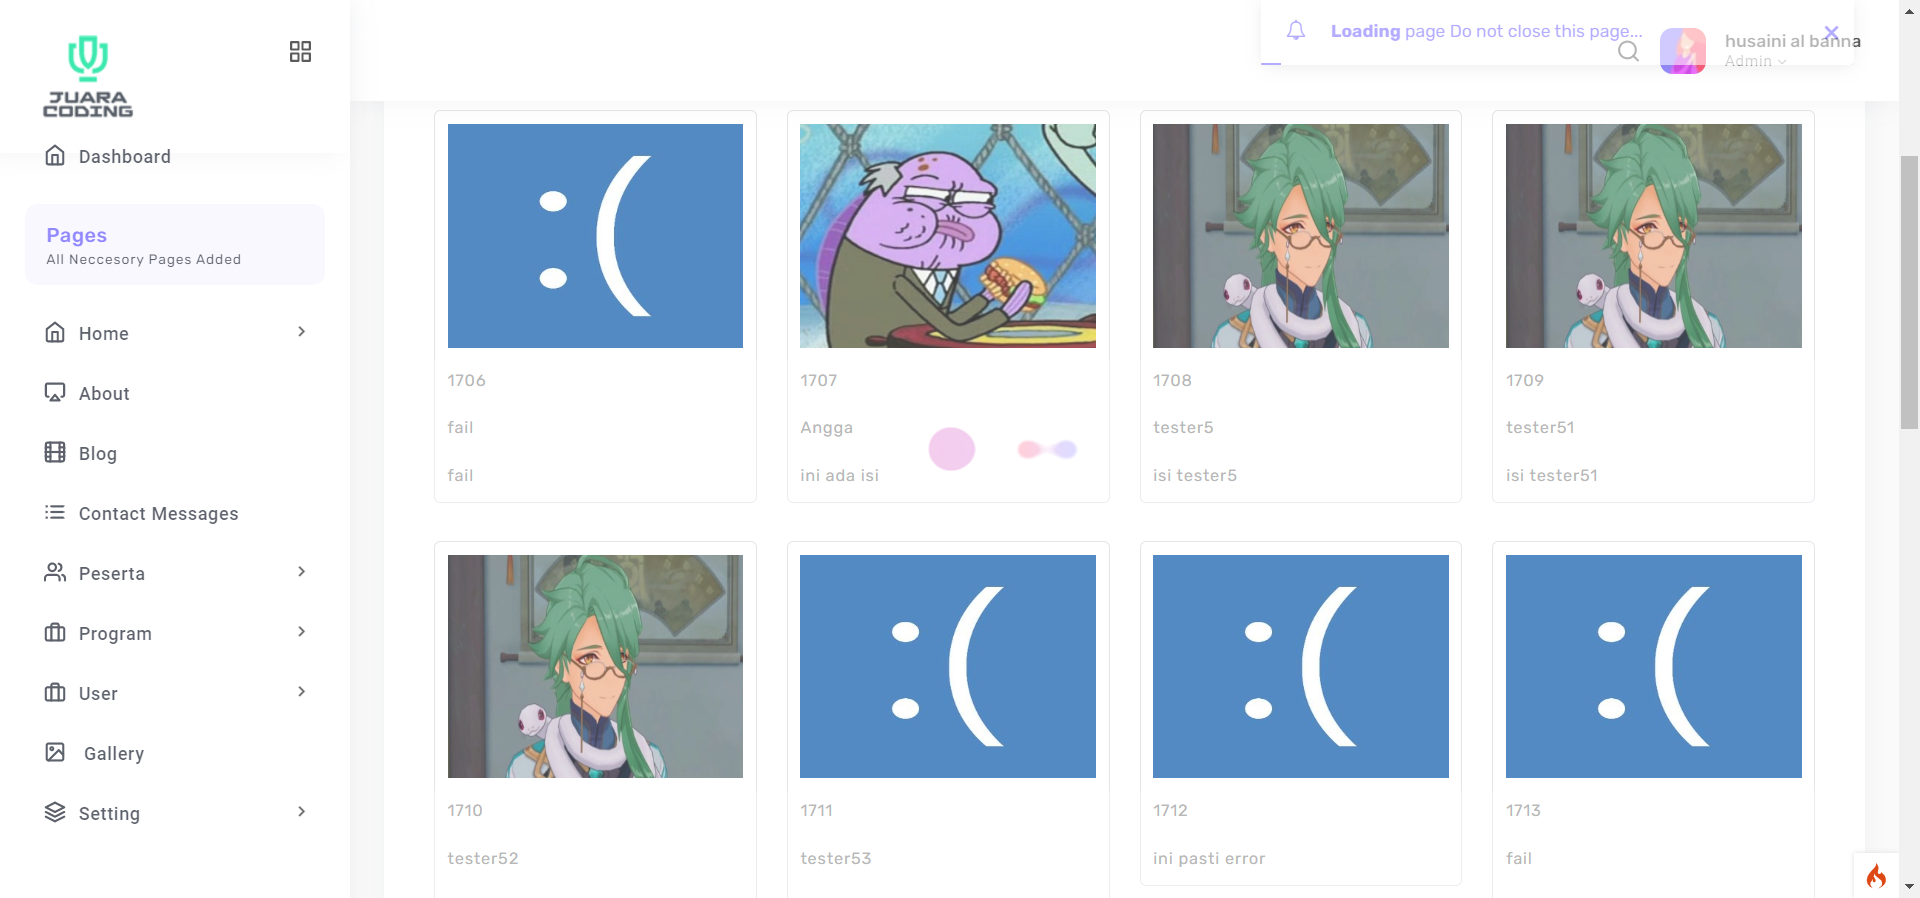 JUARA
CODING
Dashboard
Pages
All Neccesory Pages Added
Home
About
Blog
Contact Messages
Peserta
Program
User
Gallery
Setting
Loading page Do not close this page...
husaini al banna
Admin
1706
fail
fail
1707
Angga
ini ada isi
1708
tester5
isi tester5
1709
tester51
isi tester51
1710
tester52
1711
tester53
1712
ini pasti error
1713
fail